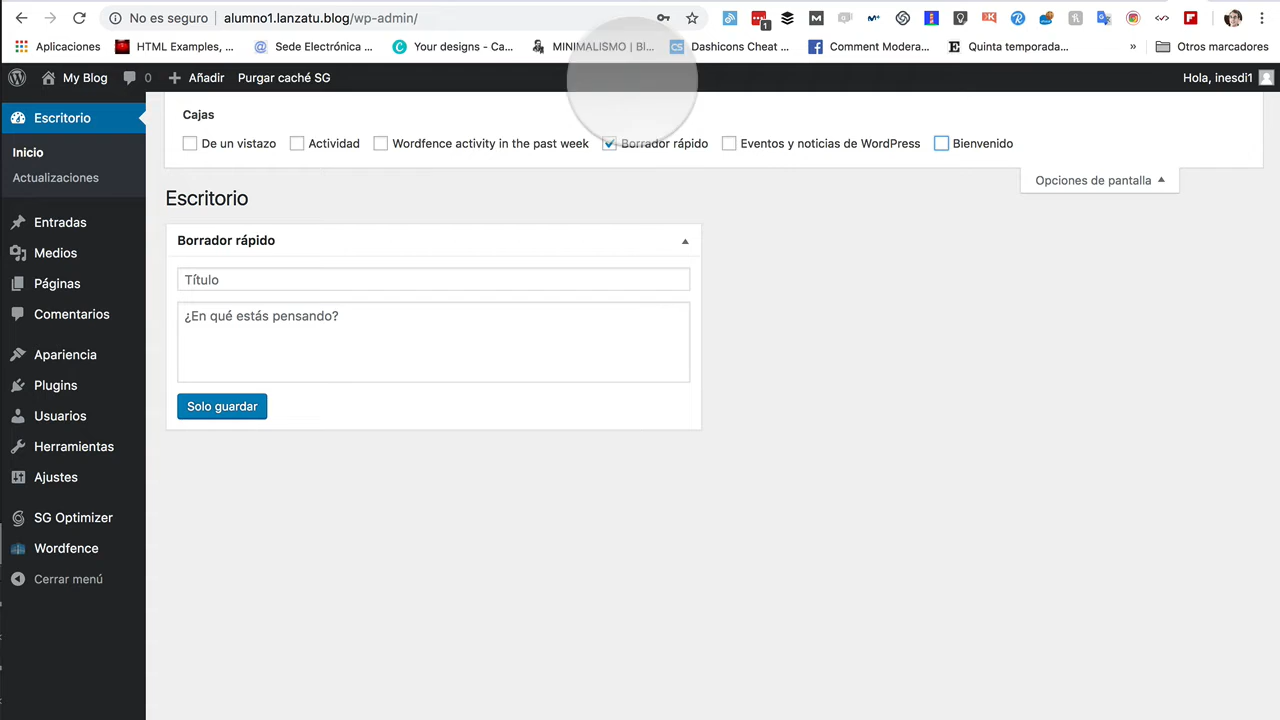 No es seguro alumno1.lanzatu.blog/wp-admin/
Aplicaciones HTML Examples, ... Sede Electrónica ... Your designs - Ca... MINIMALISMO | Bl... Dashicons Cheat ... Comment Modera... Quinta temporada... » Otros marcadores
My Blog 0 Añadir Purgar caché SG Hola, inesdi1
Cajas
De un vistazo Actividad Wordfence activity in the past week Borrador rápido Eventos y noticias de WordPress Bienvenido
Opciones de pantalla
Escritorio
Inicio
Actualizaciones
Entradas
Medios
Páginas
Comentarios
Apariencia
Plugins
Usuarios
Herramientas
Ajustes
SG Optimizer
Wordfence
Cerrar menú
Escritorio
Borrador rápido
Título
¿En qué estás pensando?
Solo guardar